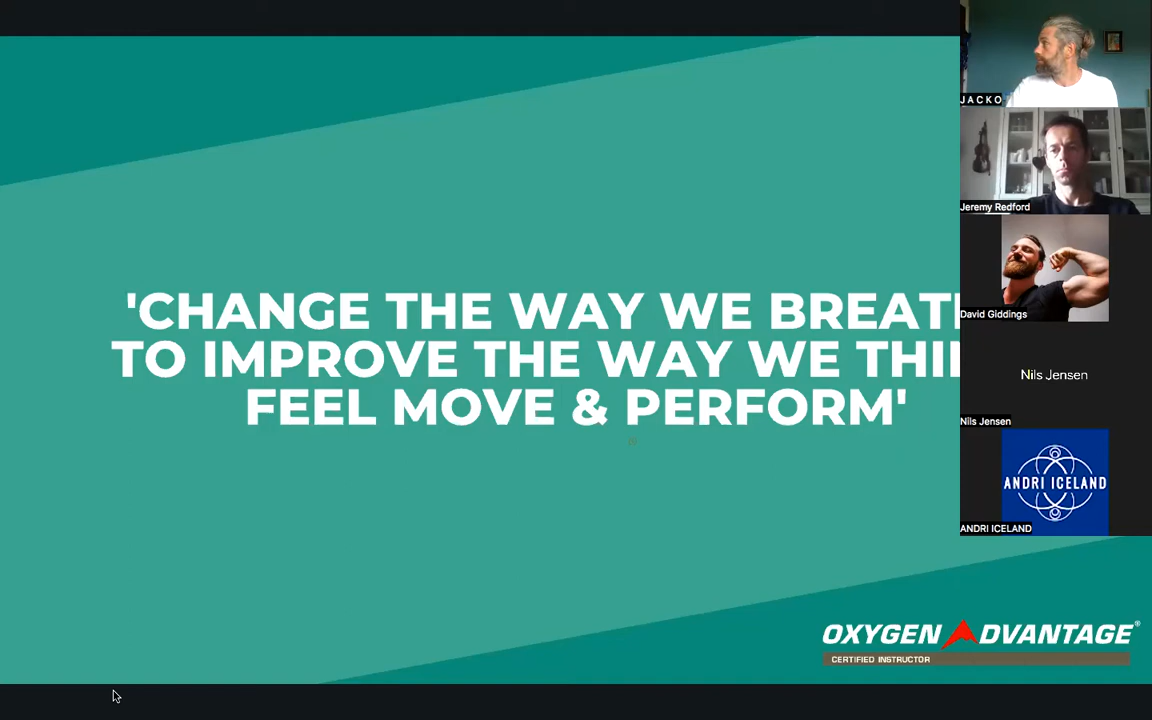 'CHANGE THE WAY WE BREAT
TO IMPROVE THE WAY WE THI
FEEL MOVE & PERFORM'
JACKO
Jeremy Redford
David Giddings
Nils Jensen
Nils Jensen
ANDRI ICELAND
ANDRI ICELAND
OXYGEN ADVANTAGE®
CERTIFIED INSTRUCTOR